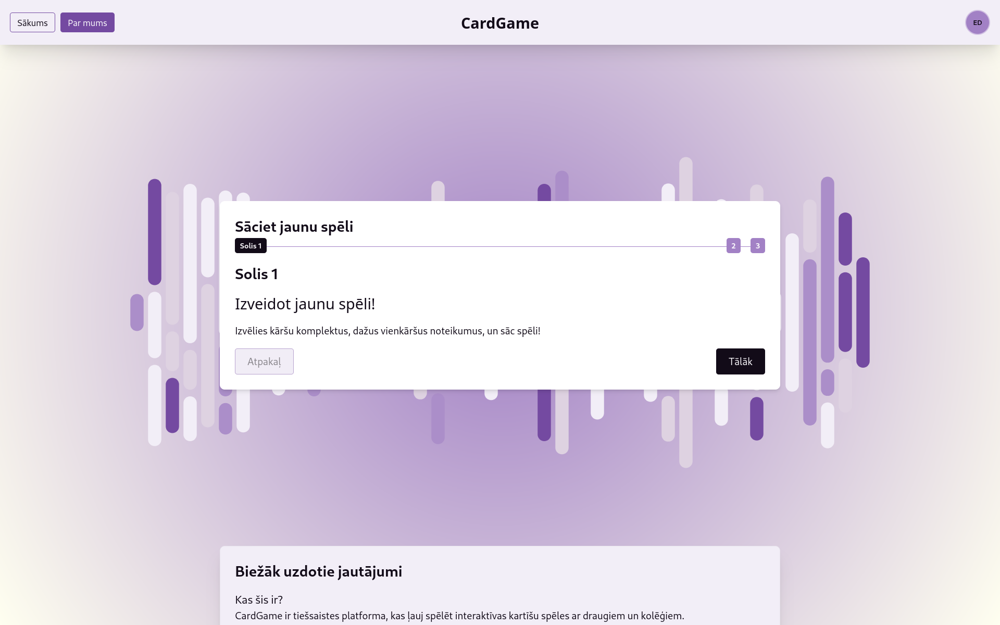 Sākums
Par mums
CardGame
ED
Sāciet jaunu spēli
Solis 1
2
3
Solis 1
Izveidot jaunu spēli!
Izvēlies kāršu komplektus, dažus vienkāršus noteikumus, un sāc spēli!
Atpakaļ
Tālāk
Biežāk uzdotie jautājumi
Kas šis ir?
CardGame ir tiešsaistes platforma, kas ļauj spēlēt interaktīvas kartīšu spēles ar draugiem un kolēģiem.